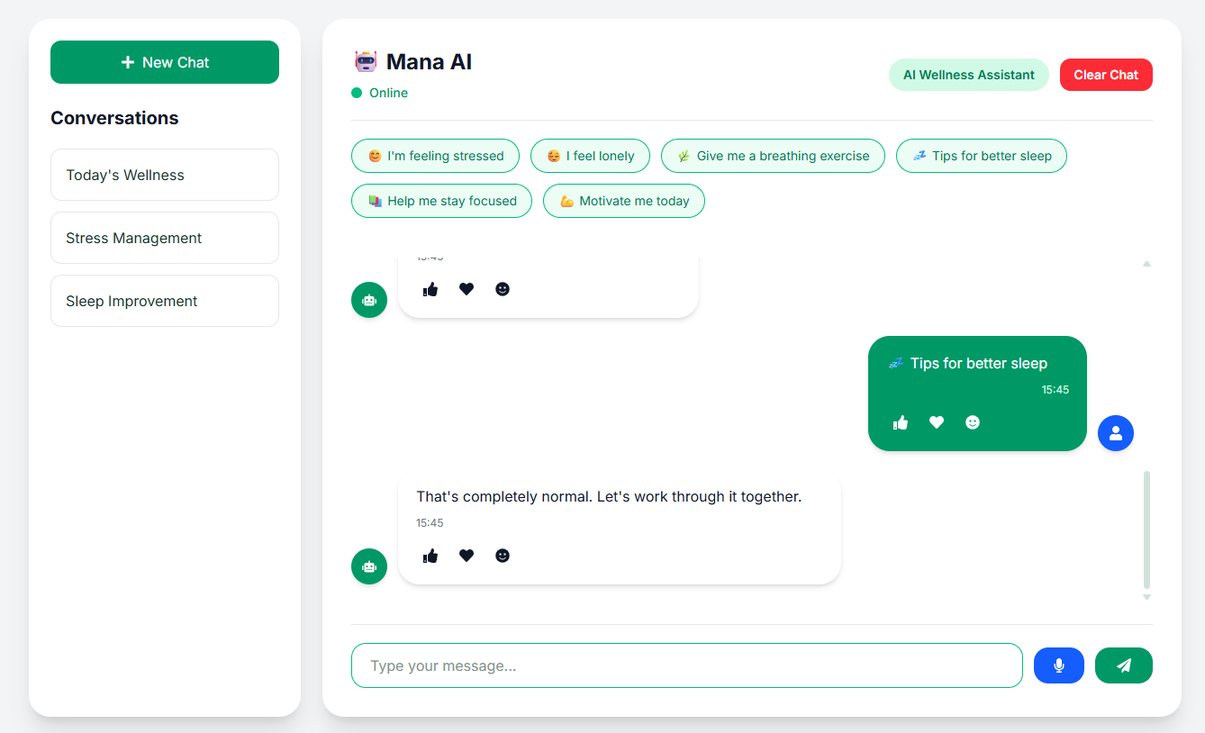 New Chat
Conversations
Today's Wellness
Stress Management
Sleep Improvement
Mana AI
Online
AI Wellness Assistant
Clear Chat
I'm feeling stressed
I feel lonely
Give me a breathing exercise
Tips for better sleep
Help me stay focused
Motivate me today
15:45
Tips for better sleep
15:45
That's completely normal. Let's work through it together.
15:45
Type your message...